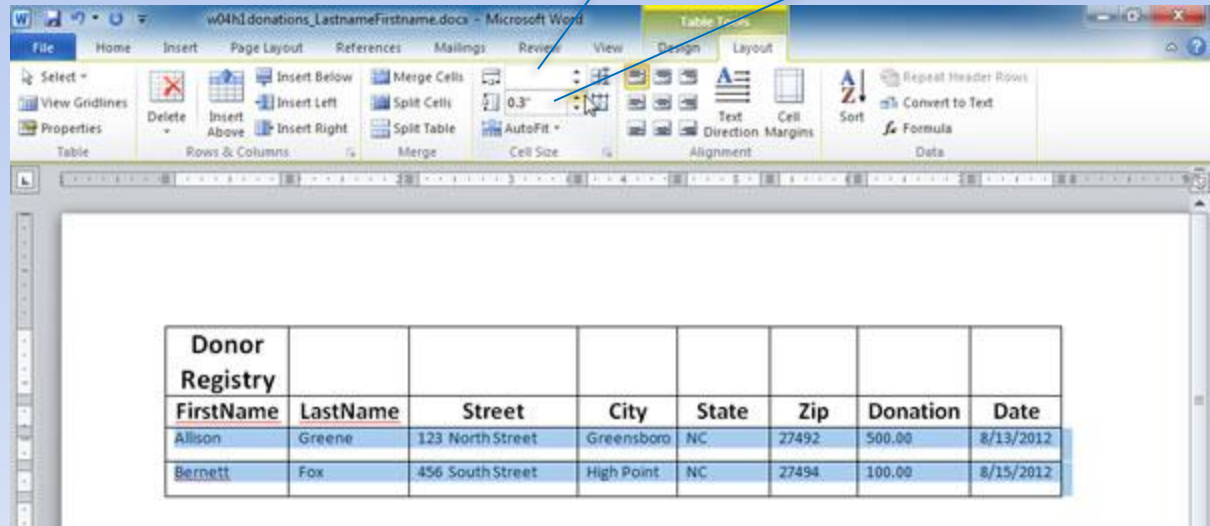 w04h1donations_LastnameFirstname.docx - Microsoft Word
Table Tools
File Home Insert Page Layout References Mailings Review View Design Layout
Select
View Gridlines
Properties
Table
Delete
Insert Above
Insert Below
Insert Left
Insert Right
Rows & Columns
Merge Cells
Split Cells
Split Table
Merge
0.3"
AutoFit
Cell Size
Text Direction
Cell Margins
Alignment
Sort
Repeat Header Rows
Convert to Text
Formula
Data
Donor
Registry
FirstName LastName Street City State Zip Donation Date
Allison Greene 123 North Street Greensboro NC 27492 500.00 8/13/2012
Bernett Fox 456 South Street High Point NC 27494 100.00 8/15/2012